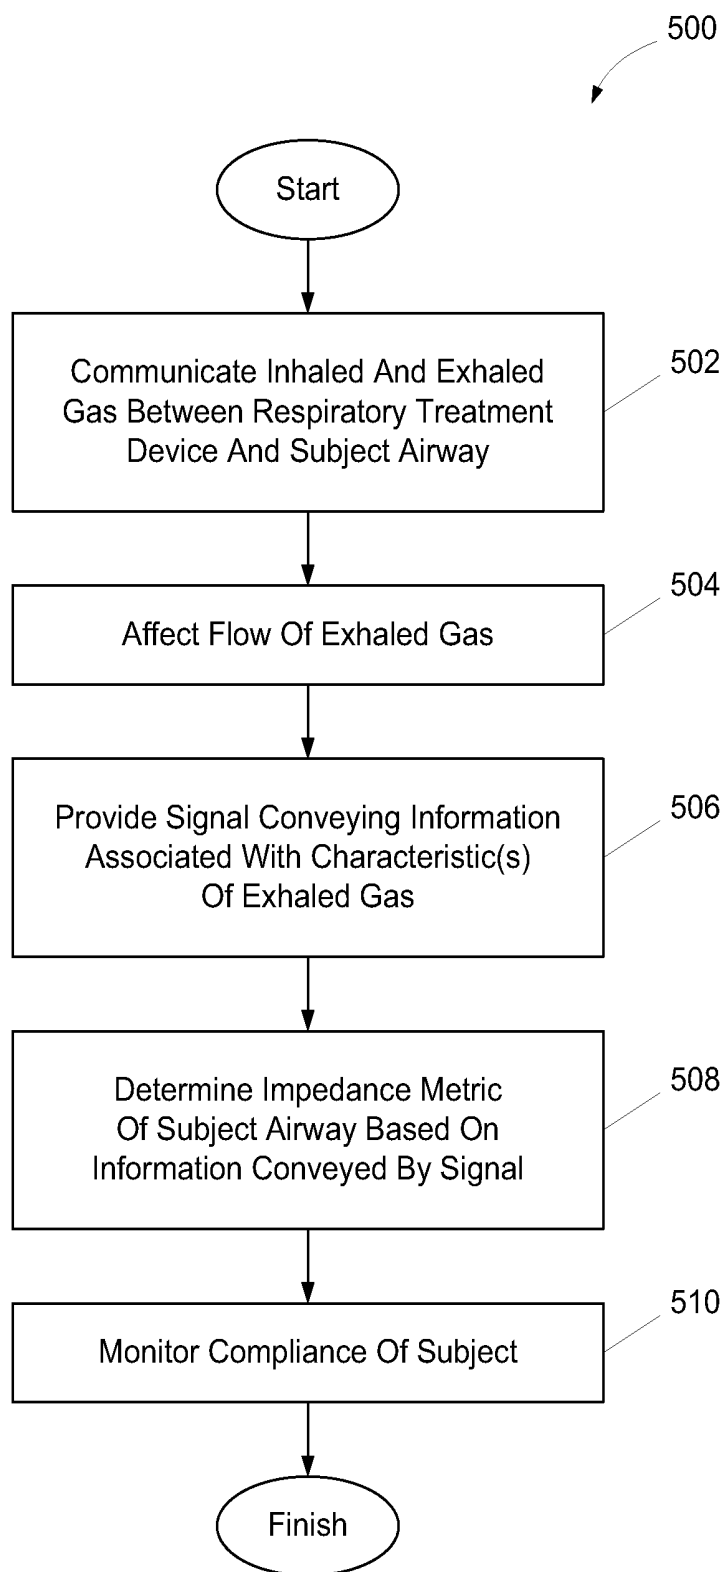 500
Start
Communicate Inhaled And Exhaled
Gas Between Respiratory Treatment
Device And Subject Airway
502
Affect Flow Of Exhaled Gas
504
Provide Signal Conveying Information
Associated With Characteristic(s)
Of Exhaled Gas
506
Determine Impedance Metric
Of Subject Airway Based On
Information Conveyed By Signal
508
Monitor Compliance Of Subject
510
Finish